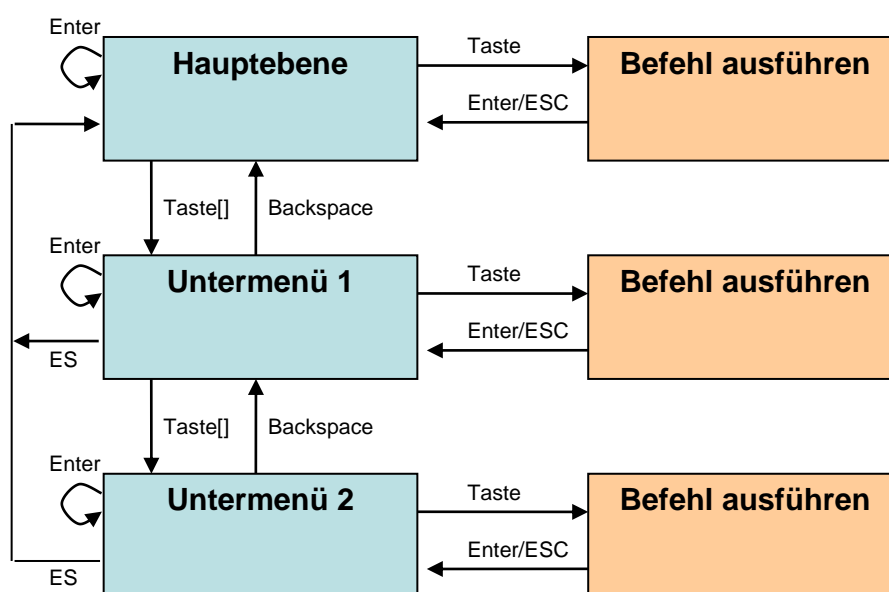 Enter
Hauptebene
Taste
Befehl ausführen
Enter/ESC
Taste[]
Backspace
Enter
Untermenü 1
Taste
Befehl ausführen
Enter/ESC
ES
Taste[]
Backspace
Enter
Untermenü 2
Taste
Befehl ausführen
Enter/ESC
ES